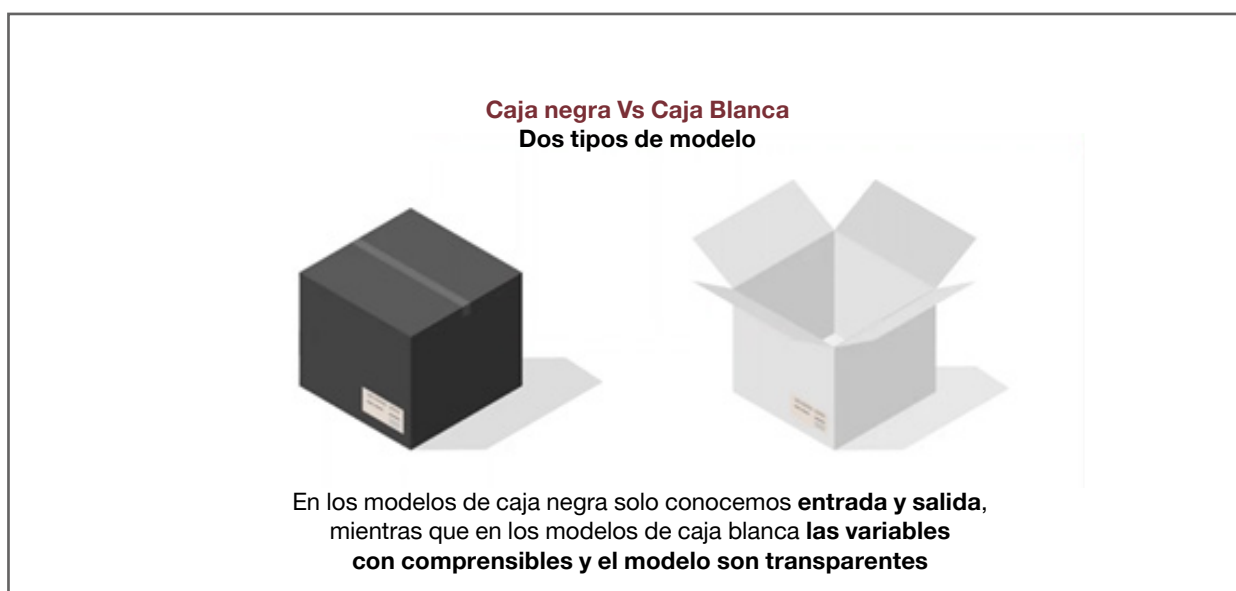 Caja negra Vs Caja Blanca
Dos tipos de modelo
En los modelos de caja negra solo conocemos entrada y salida,
mientras que en los modelos de caja blanca las variables
con comprensibles y el modelo son transparentes